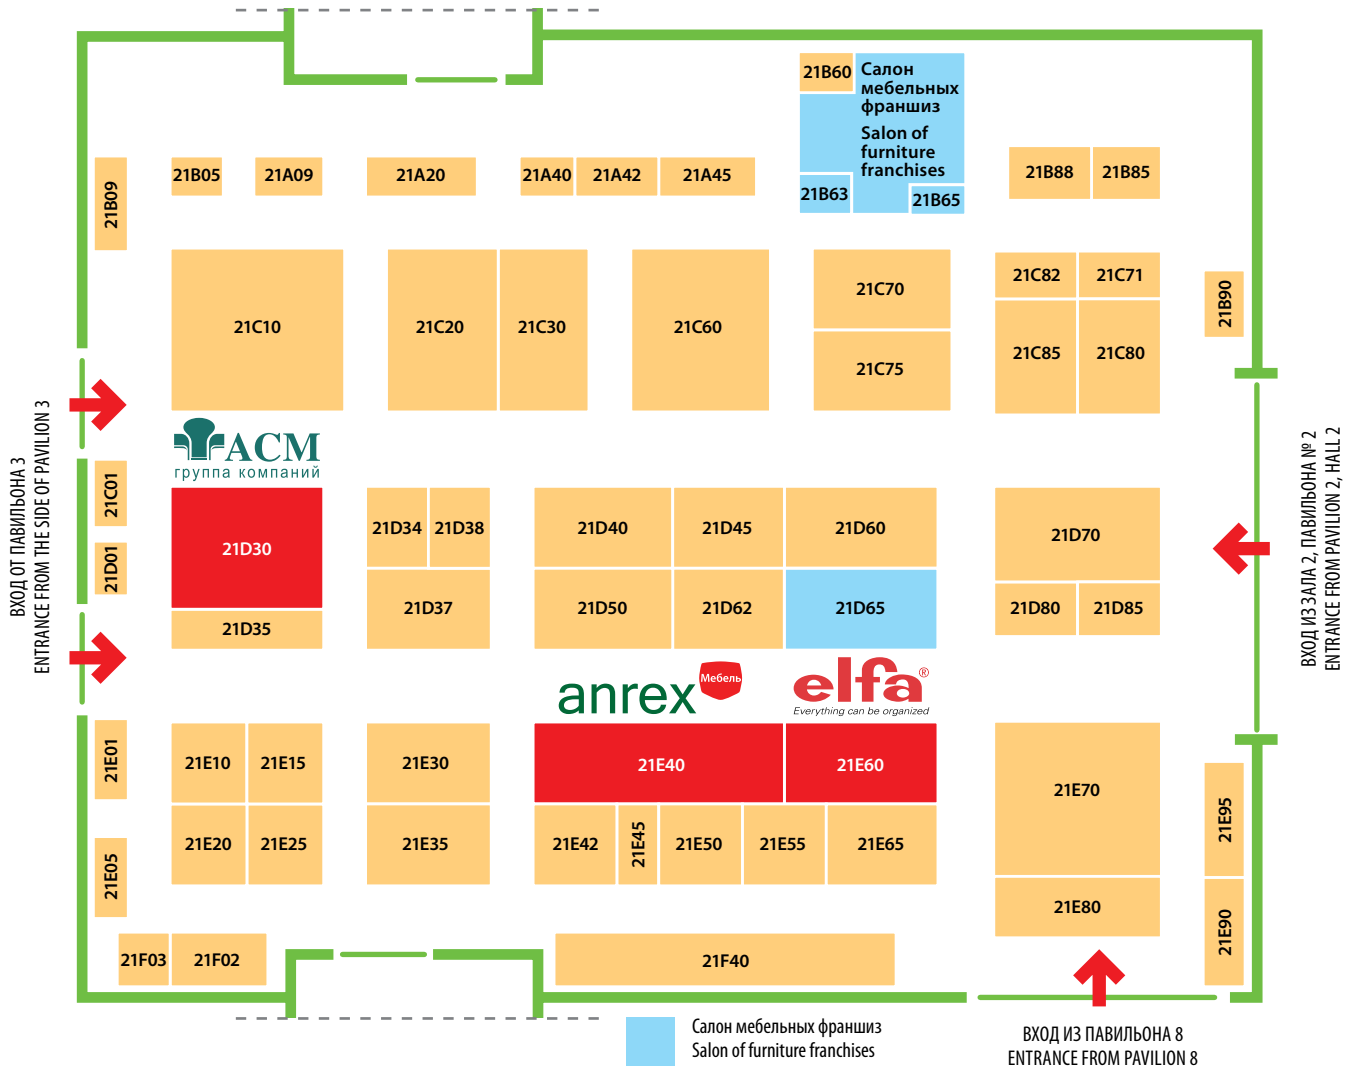 21B60
Салон
мебельных
франшиз
Salon of
furniture
franchises
21B63
21B65
21B09
21B05
21A09
21A20
21A40
21A42
21A45
21B88
21B85
21C10
21C20
21C30
21C60
21C70
21C75
21C82
21C71
21C85
21C80
21B90
ВХОД ОТ ПАВИЛЬОНА 3
ENTRANCE FROM THE SIDE OF PAVILION 3
21C01
21D01
АСМ
группа компаний
21D30
21D35
21D34
21D38
21D37
21D40
21D45
21D60
21D50
21D62
21D65
21D70
21D80
21D85
ВХОД ИЗ ЗАЛА 2, ПАВИЛЬОНА № 2
ENTRANCE FROM PAVILION 2, HALL 2
anrex
Мебель
elfa®
Everything can be organized
21E01
21E05
21E10
21E15
21E20
21E25
21E30
21E35
21E40
21E60
21E42
21E45
21E50
21E55
21E65
21E70
21E80
21E95
21E90
21F03
21F02
21F40
Салон мебельных франшиз
Salon of furniture franchises
ВХОД ИЗ ПАВИЛЬОНА 8
ENTRANCE FROM PAVILION 8